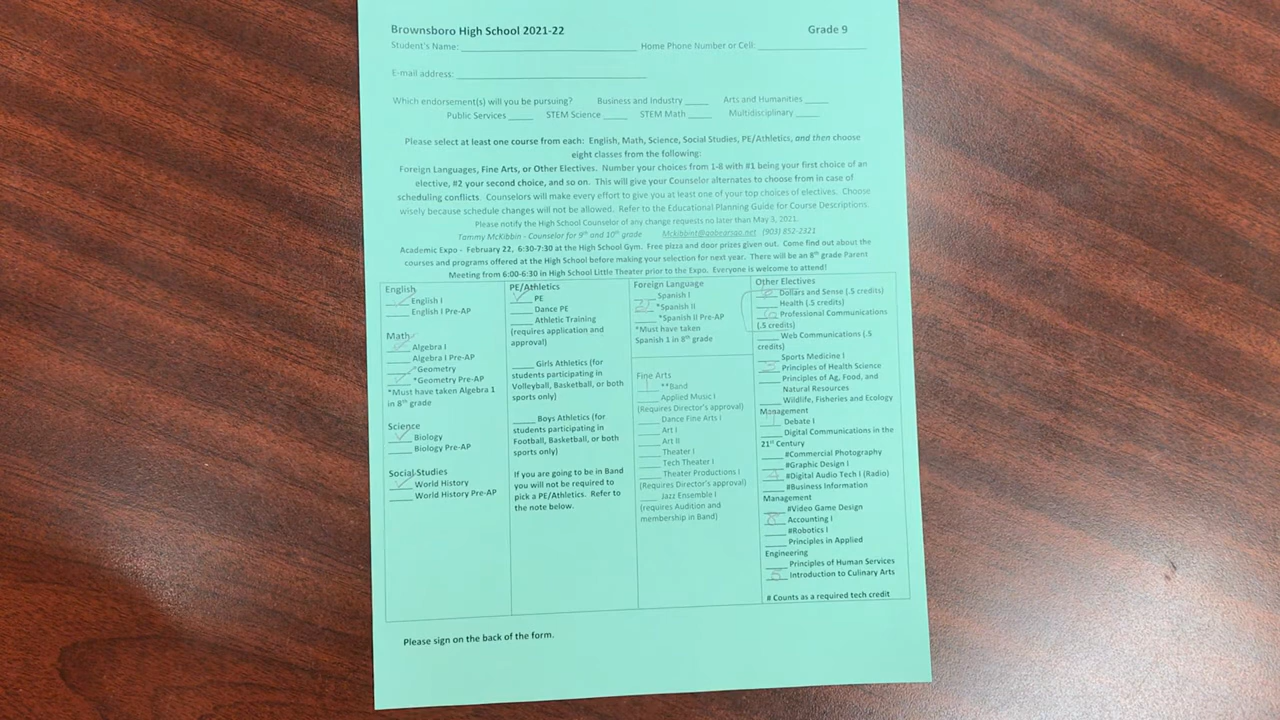 Brownsboro High School 2021-22 Grade 9
Student's Name: Home Phone Number or Cell:
E-mail address:
Which endorsement(s) will you be pursuing? Business and Industry Arts and Humanities
Public Services STEM Science STEM Math Multidisciplinary
Please select at least one course from each: English, Math, Science, Social Studies, PE/Athletics, and then choose
eight classes from the following:
Foreign Languages, Fine Arts, or Other Electives. Number your choices from 1-8 with #1 being your first choice of an
elective, #2 your second choice, and so on. This will give your Counselor alternates to choose from in case of
scheduling conflicts. Counselors will make every effort to give you at least one of your top choices of electives. Choose
wisely because schedule changes will not be allowed. Refer to the Educational Planning Guide for Course Descriptions.
Please notify the High School Counselor of any change requests no later than May 3, 2021.
Tammy McKibbin - Counselor for 9th and 10th grade Mckibbint@gobearsgo.net (903) 852-2321
Academic Expo - February 22, 6:30-7:30 at the High School Gym. Free pizza and door prizes given out. Come find out about the
courses and programs offered at the High School before making your selection for next year. There will be an 8th grade Parent
Meeting from 6:00-6:30 in High School Little Theater prior to the Expo. Everyone is welcome to attend!
English
English I
English I Pre-AP
Math
Algebra I
Algebra I Pre-AP
*Geometry
*Geometry Pre-AP
*Must have taken Algebra 1
in 8th grade
Science
Biology
Biology Pre-AP
Social Studies
World History
World History Pre-AP
PE/Athletics
PE
Dance PE
Athletic Training
(requires application and
approval)
Girls Athletics (for
students participating in
Volleyball, Basketball, or both
sports only)
Boys Athletics (for
students participating in
Football, Basketball, or both
sports only)
If you are going to be in Band
you will not be required to
pick a PE/Athletics. Refer to
the note below.
Foreign Language
Spanish I
2 *Spanish II
*Spanish II Pre-AP
*Must have taken
Spanish 1 in 8th grade
Fine Arts
1 **Band
Applied Music I
(Requires Director's approval)
Dance Fine Arts I
Art I
Art II
Theater I
Tech Theater I
Theater Productions I
(Requires Director's approval)
Jazz Ensemble I
(requires Audition and
membership in Band)
Other Electives
6 Dollars and Sense (.5 credits)
Health (.5 credits)
6 Professional Communications
(.5 credits)
Web Communications (.5
credits)
Sports Medicine I
3 Principles of Health Science
Principles of Ag, Food, and
Natural Resources
Wildlife, Fisheries and Ecology
Management
Debate I
Digital Communications in the
21st Century
#Commercial Photography
#Graphic Design I
4 #Digital Audio Tech I (Radio)
#Business Information
Management
#Video Game Design
8 Accounting I
#Robotics I
Principles in Applied
Engineering
Principles of Human Services
5 Introduction to Culinary Arts
# Counts as a required tech credit
Please sign on the back of the form.